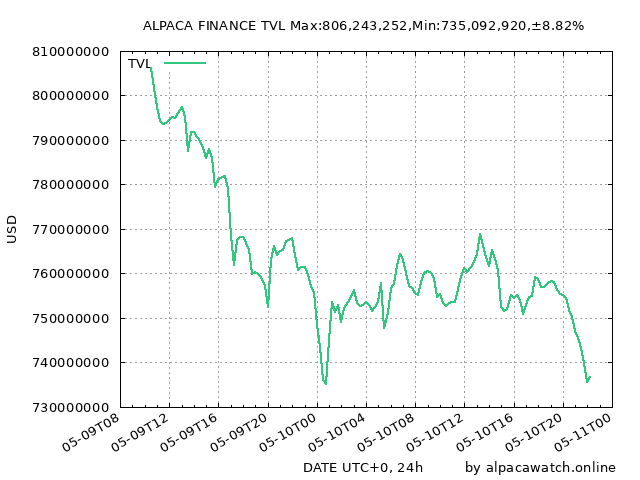 ALPACA FINANCE TVL Max:806,243,252,Min:735,092,920,±8.82%
TVL
810000000
800000000
790000000
780000000
770000000
760000000
750000000
740000000
730000000
USD
05-09T08
05-09T12
05-09T16
05-09T20
05-10T00
05-10T04
05-10T08
05-10T12
05-10T16
05-10T20
05-11T00
DATE UTC+0, 24h
by alpacawatch.online